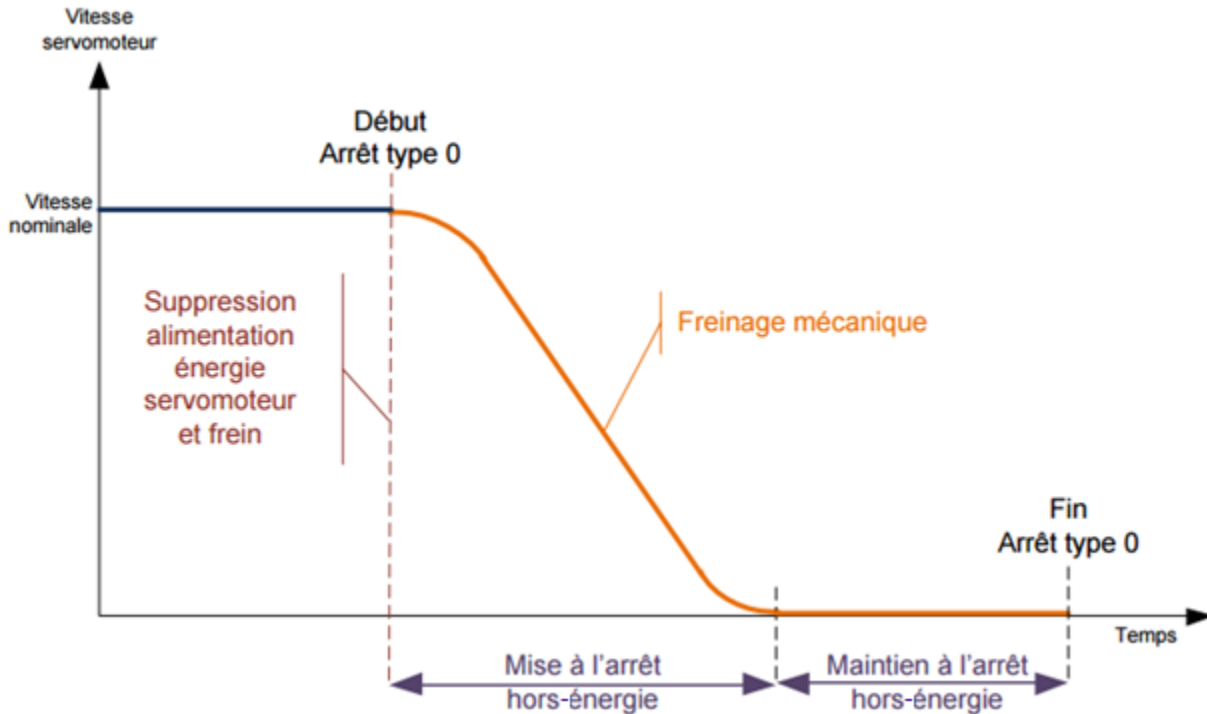 Vitesse
servomoteur
Début
Arrêt type 0
Vitesse
nominale
Suppression
alimentation
énergie
servomoteur
et frein
Freinage mécanique
Fin
Arrêt type 0
Temps
Mise à l'arrêt
hors-énergie
Maintien à l'arrêt
hors-énergie